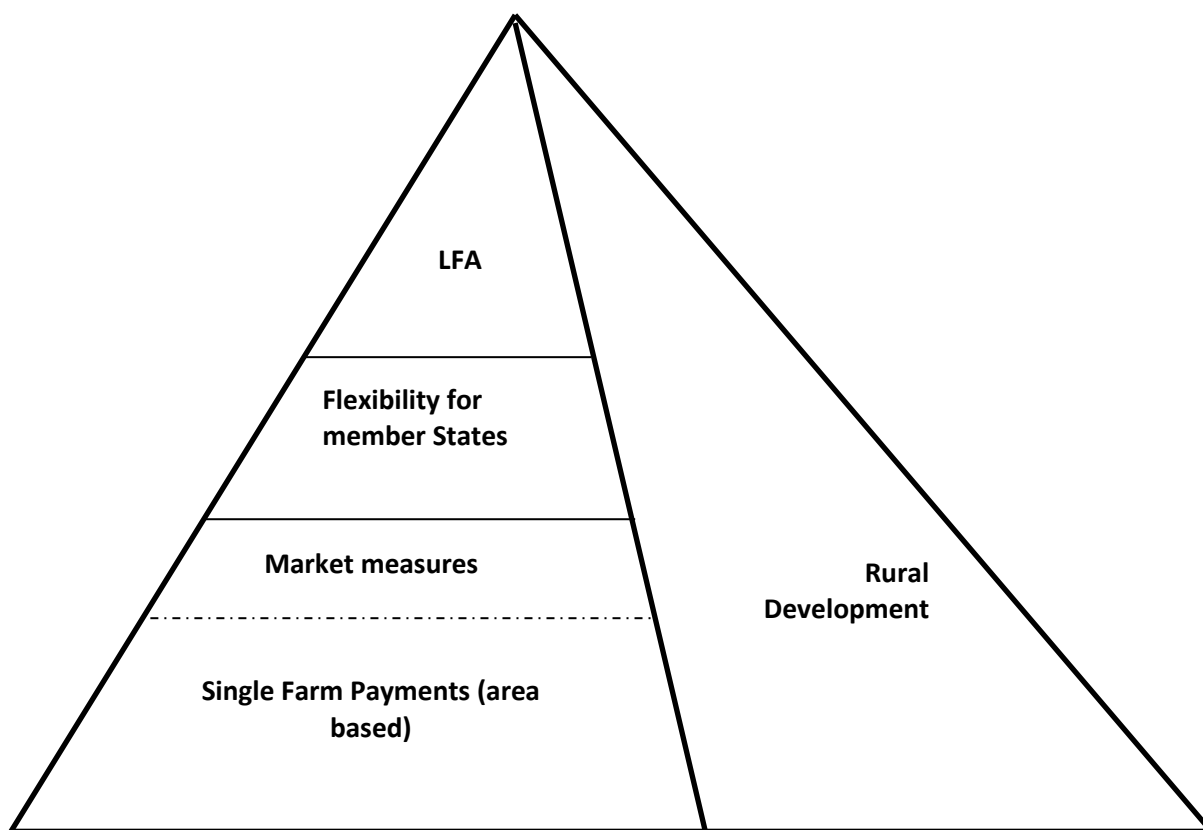 LFA
Flexibility for
member States
Market measures
Rural
Development
Single Farm Payments (area
based)